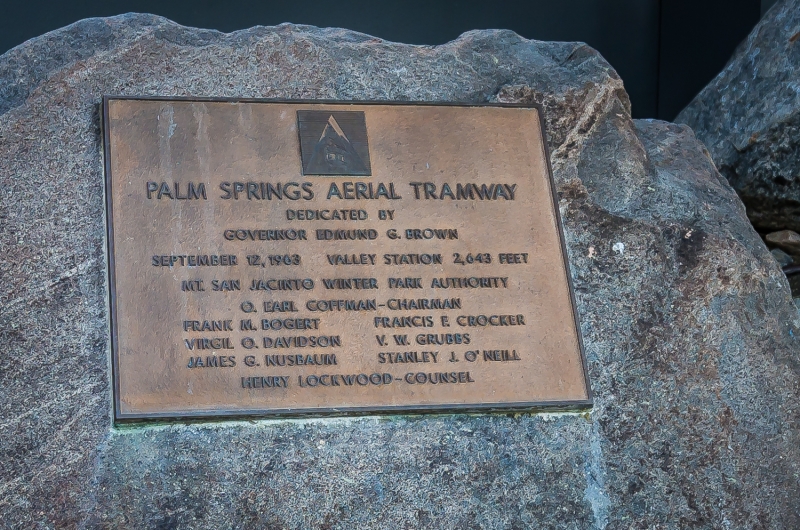 PALM SPRINGS AERIAL TRAMWAY
DEDICATED BY
GOVERNOR EDMUND G. BROWN
SEPTEMBER 12, 1963 VALLEY STATION 2,643 FEET
MT. SAN JACINTO WINTER PARK AUTHORITY
O. EARL COFFMAN-CHAIRMAN
FRANK M. BOGERT FRANCIS F. CROCKER
VIRGIL O. DAVIDSON V. W. GRUBBS
JAMES G. NUSBAUM STANLEY J. O'NEILL
HENRY LOCKWOOD-COUNSEL